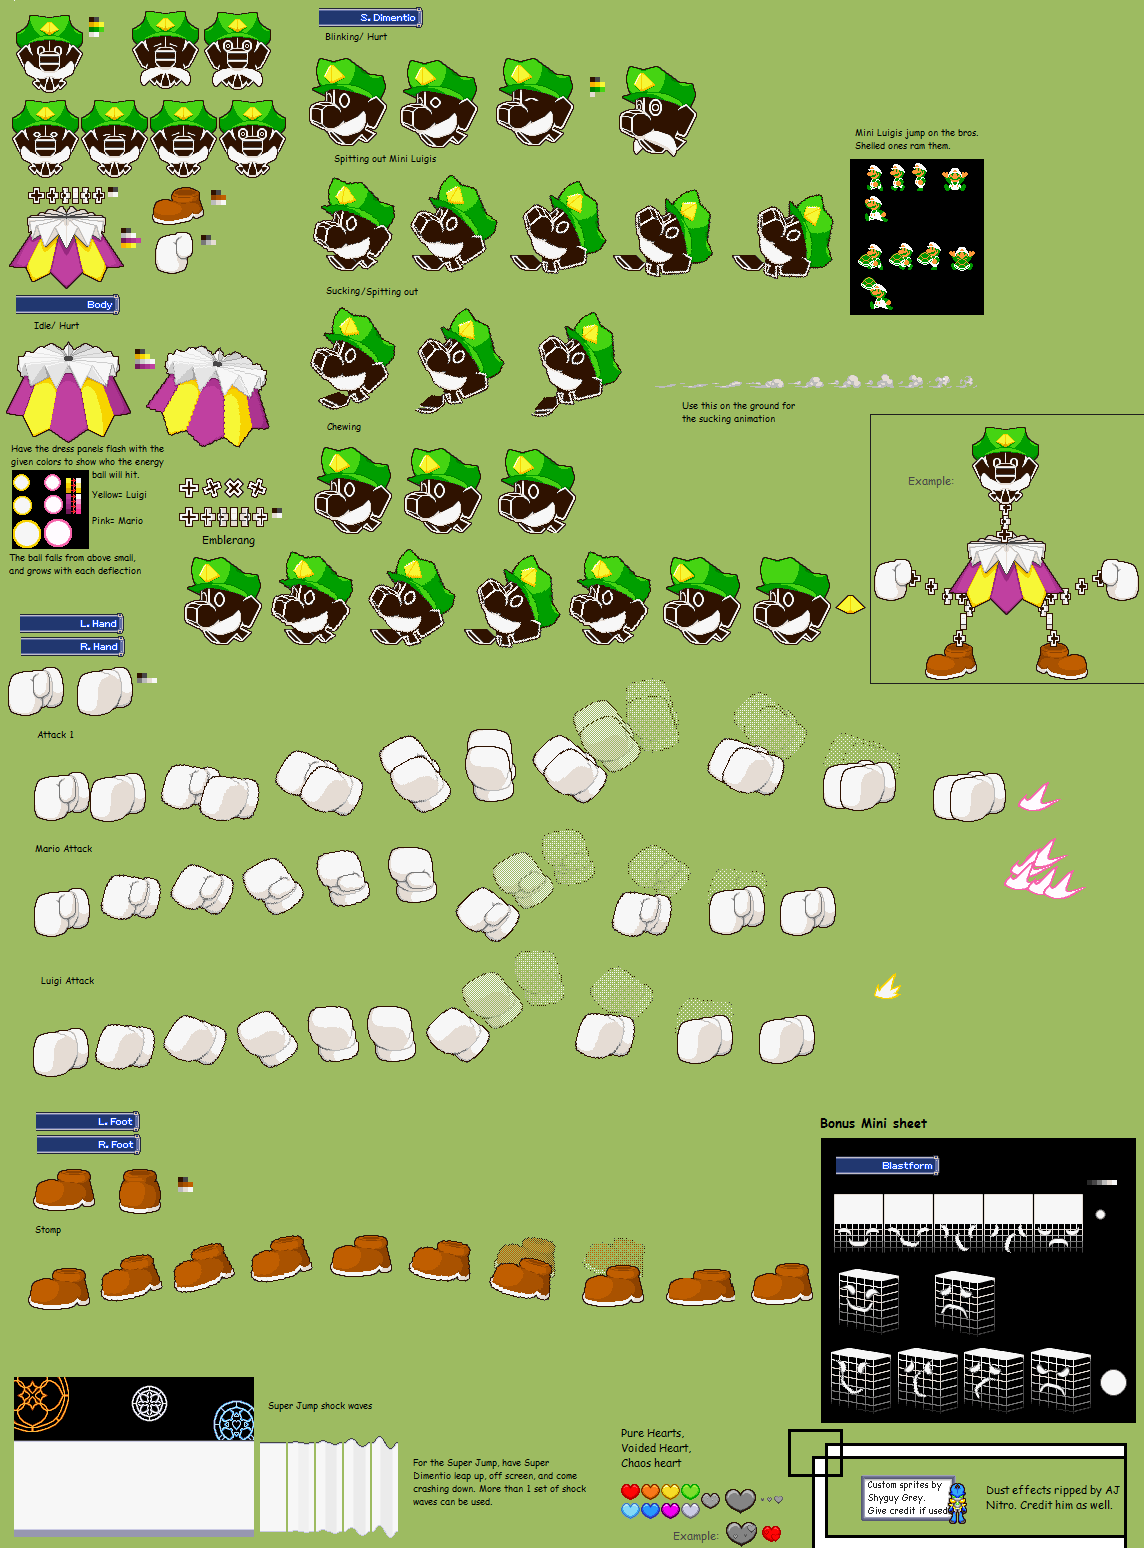 S. Dimentio
Blinking/ Hurt
Spitting out Mini Luigis
Mini Luigis jump on the bros.
Shelled ones ram them.
Body
Idle/ Hurt
Sucking/Spitting out
Use this on the ground for
the sucking animation
Chewing
Have the dress panels flash with the
given colors to show who the energy
ball will hit.
Yellow= Luigi
Pink= Mario
The ball falls from above small,
and grows with each deflection
Emblerang
Example:
L. Hand
R. Hand
Attack 1
Mario Attack
Luigi Attack
L. Foot
R. Foot
Stomp
Bonus Mini sheet
Blastform
Super Jump shock waves
For the Super Jump, have Super
Dimentio leap up, off screen, and come
crashing down. More than 1 set of shock
waves can be used.
Pure Hearts,
Voided Heart,
Chaos heart
Example:
Custom sprites by
Shyguy Grey.
Give credit if used
Dust effects ripped by AJ
Nitro. Credit him as well.